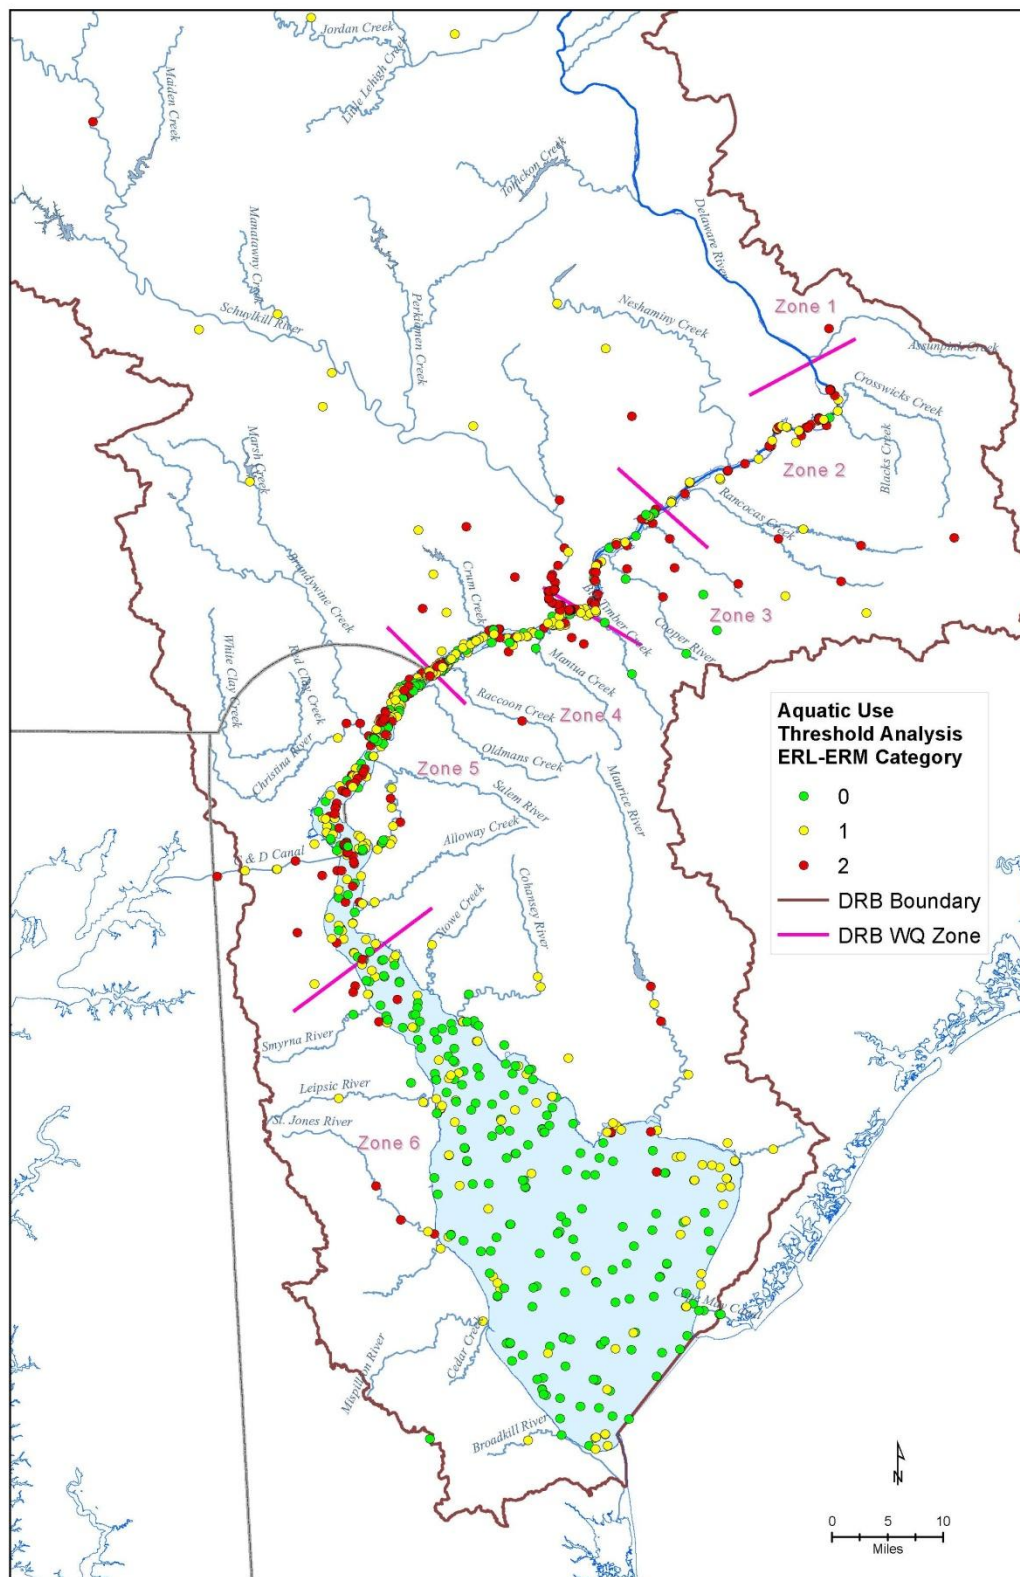 Jordan Creek
Little Lehigh Creek
Maiden Creek
Tohickon Creek
Manatawny Creek
Delaware River
Perkiomen Creek
Neshaminy Creek
Schuylkill River
Zone 1
Assunpink Creek
Crosswicks Creek
Marsh Creek
Zone 2
Blacks Creek
Rancocas Creek
Brandywine Creek
Crum Creek
Big Timber Creek
Zone 3
Cooper River
White Clay Creek
Red Clay Creek
Mantua Creek
Raccoon Creek
Zone 4
Christina River
Oldmans Creek
Zone 5
Salem River
Maurice River
Alloway Creek
C & D Canal
Stowe Creek
Cohansey River
Aquatic Use
Threshold Analysis
ERL-ERM Category
0
1
2
DRB Boundary
DRB WQ Zone
Smyrna River
Leipsic River
St. Jones River
Zone 6
Cape May
Mispillion River
Cedar Creek
Broadkill River
N
0 5 10
Miles